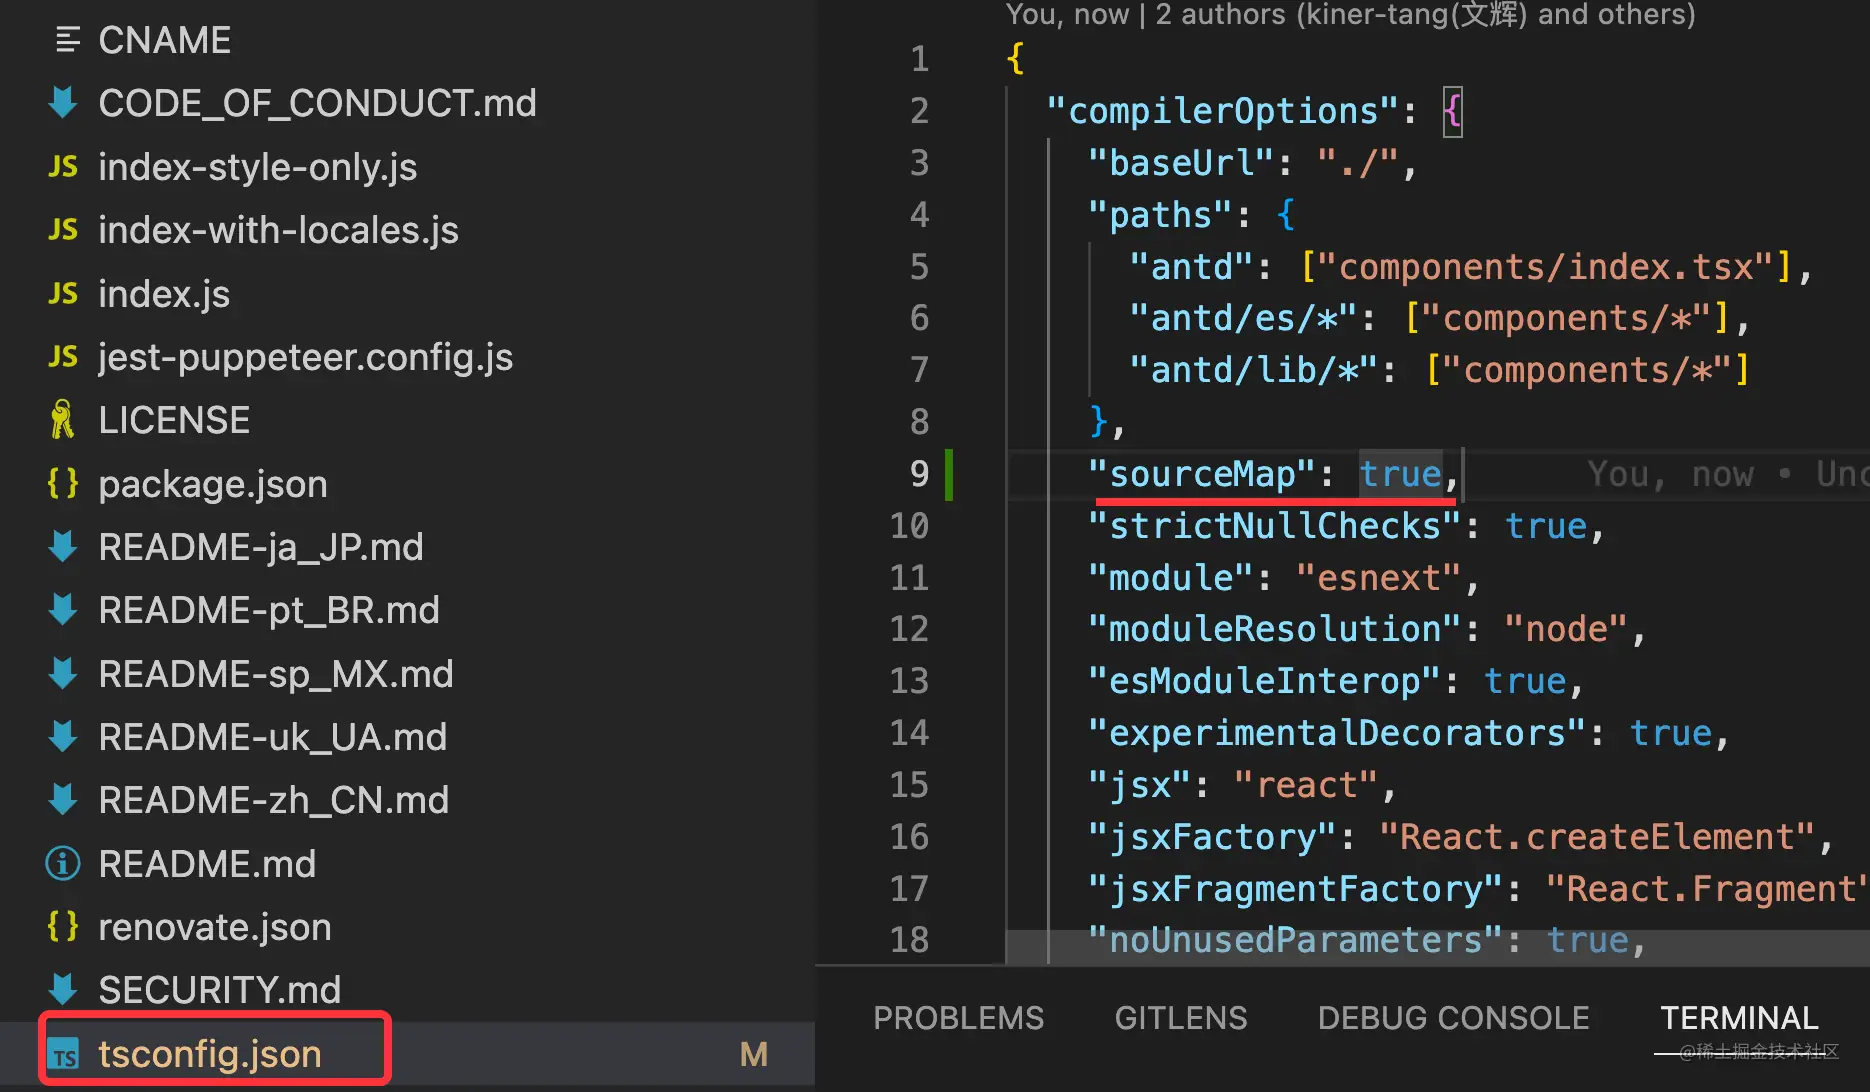 CNAME
CODE_OF_CONDUCT.md
JS index-style-only.js
JS index-with-locales.js
JS index.js
JS jest-puppeteer.config.js
LICENSE
{} package.json
README-ja_JP.md
README-pt_BR.md
README-sp_MX.md
README-uk_UA.md
README-zh_CN.md
README.md
{} renovate.json
SECURITY.md
TS tsconfig.json M
You, now | 2 authors (kiner-tang(文辉) and others)
1 {
2 "compilerOptions": {
3 "baseUrl": "./",
4 "paths": {
5 "antd": ["components/index.tsx"],
6 "antd/es/*": ["components/*"],
7 "antd/lib/*": ["components/*"]
8 },
9 "sourceMap": true, You, now • Unc
10 "strictNullChecks": true,
11 "module": "esnext",
12 "moduleResolution": "node",
13 "esModuleInterop": true,
14 "experimentalDecorators": true,
15 "jsx": "react",
16 "jsxFactory": "React.createElement",
17 "jsxFragmentFactory": "React.Fragment"
18 "noUnusedParameters": true,
PROBLEMS GITLENS DEBUG CONSOLE TERMINAL
@稀土掘金技术社区